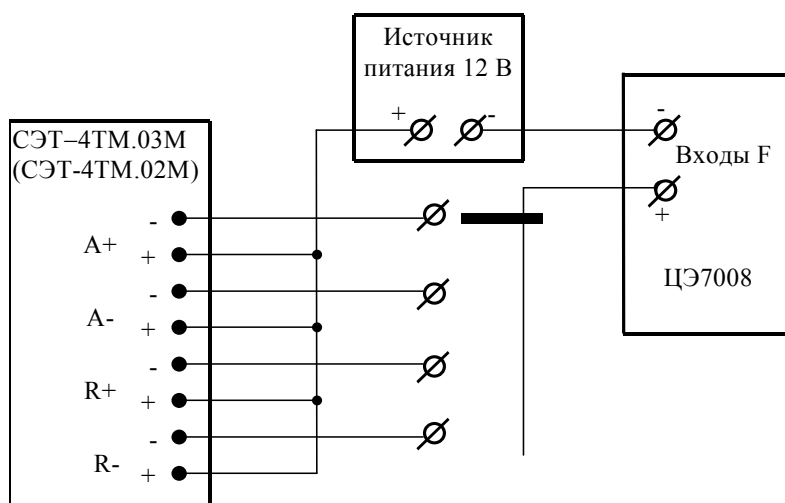 Источник
питания 12 В
+ -
СЭТ–4ТМ.03М
(СЭТ-4ТМ.02М)
-
Входы F
+
ЦЭ7008
-
A+
+
-
A-
+
-
R+
+
-
R-
+